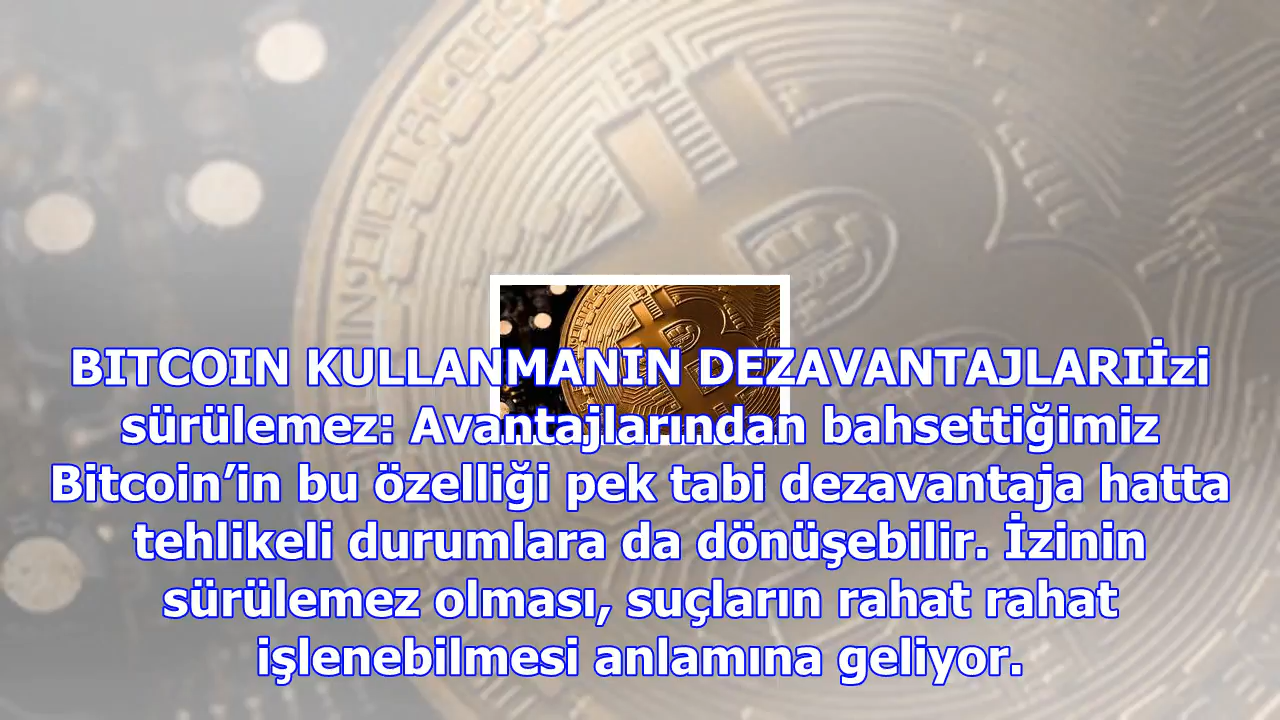 BITCOIN KULLANMANIN DEZAVANTAJLARIİzi
sürülemez: Avantajlarından bahsettiğimiz
Bitcoin’in bu özelliği pek tabi dezavantaja hatta
tehlikeli durumlara da dönüşebilir. İzinin
sürülemez olması, suçların rahat rahat
işlenebilmesi anlamına geliyor.